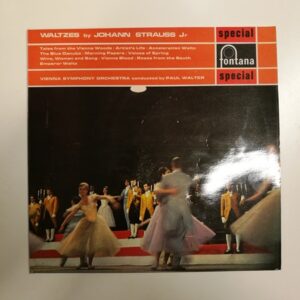 WALTZES by JOHANN STRAUSS Jr
special
Tales from the Vienna Woods · Artist's Life · Accelerated Waltz
The Blue Danube · Morning Papers · Voices of Spring
Wine, Women and Song · Vienna Blood · Roses from the South
Emperor Waltz
fontana
VIENNA SYMPHONY ORCHESTRA conducted by PAUL WALTER
special